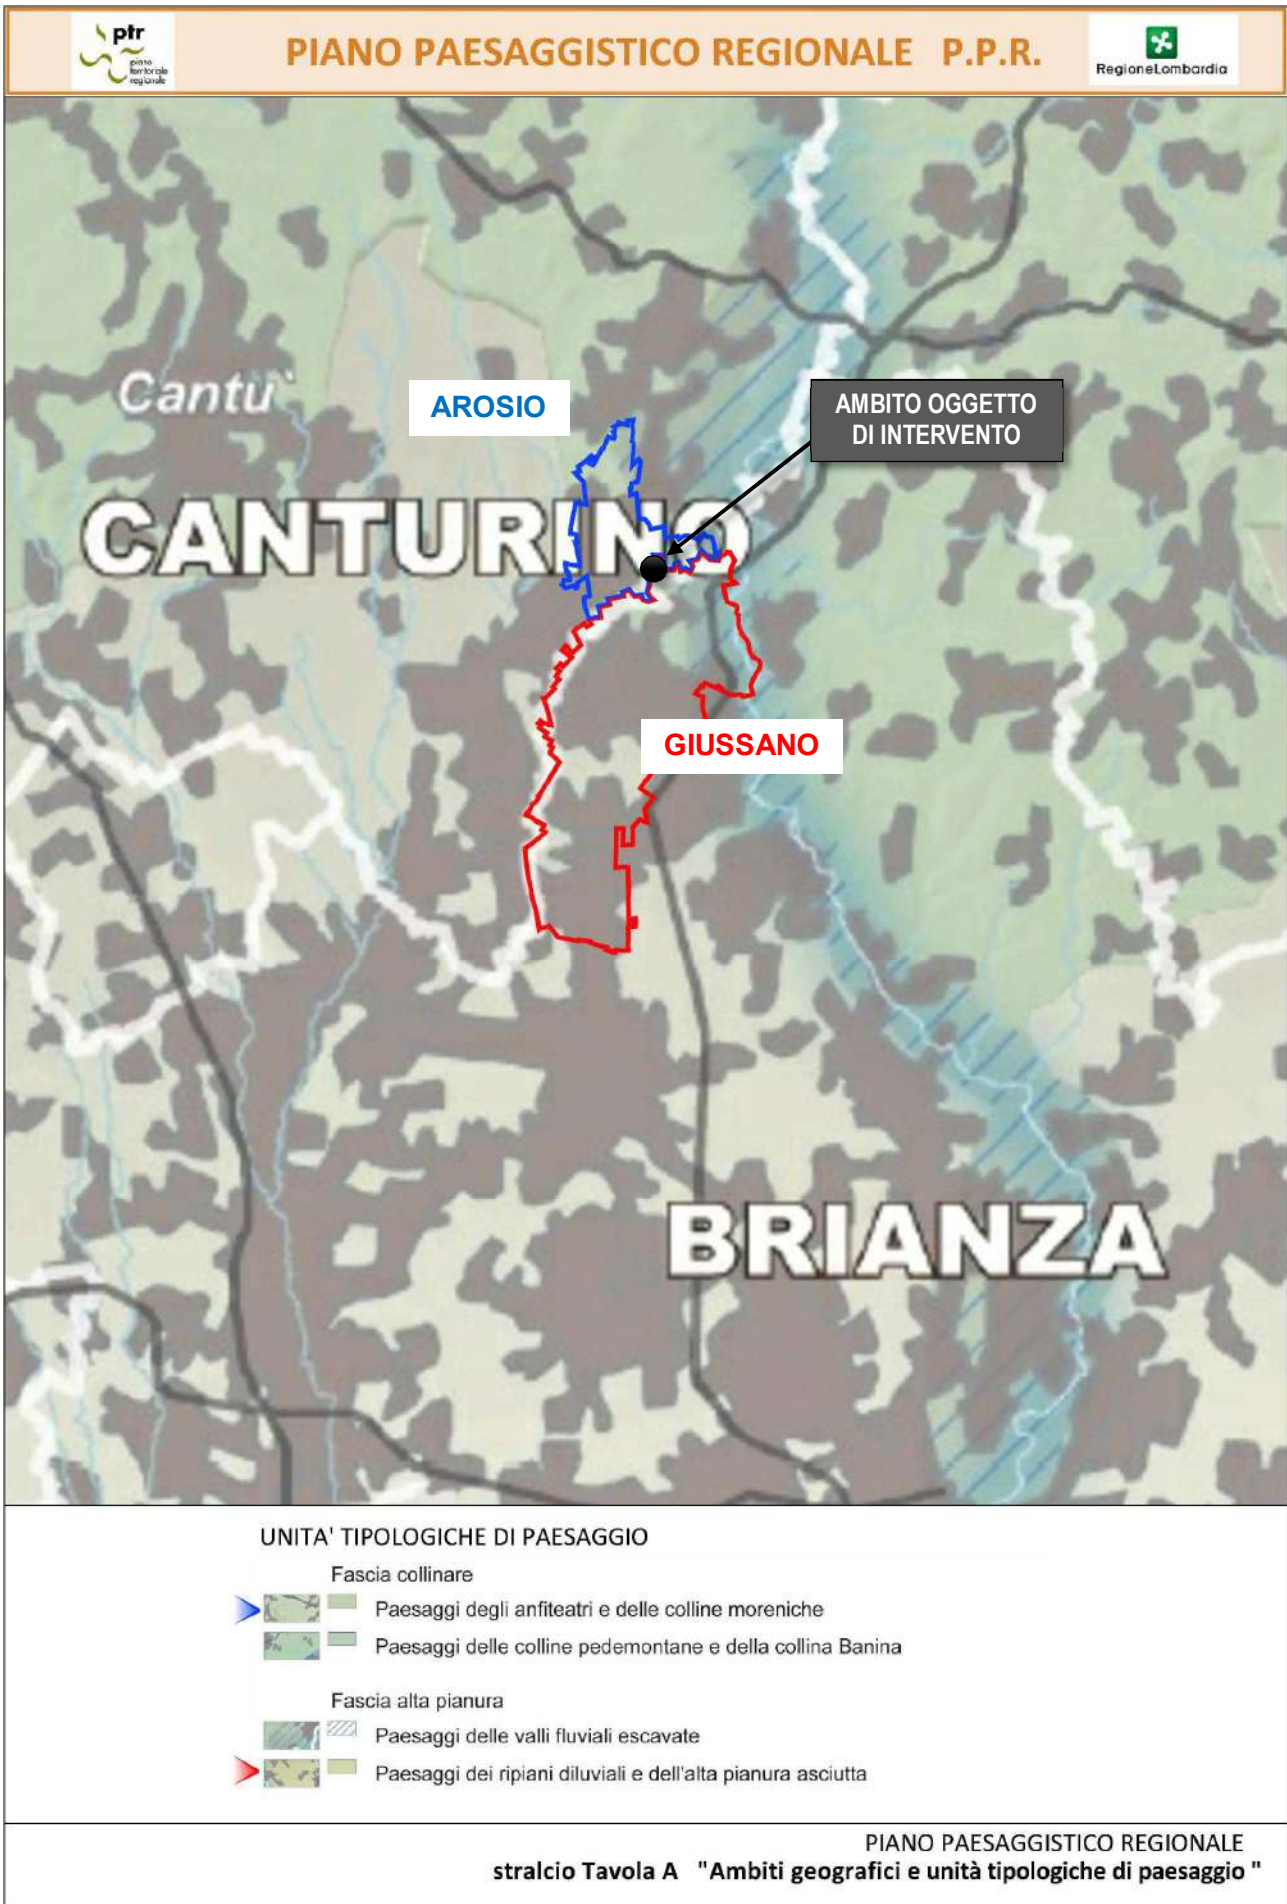 ptr
piano
territoriale
regionale
PIANO PAESAGGISTICO REGIONALE P.P.R.
RegioneLombardia
Cantu`
AROSIO
AMBITO OGGETTO
DI INTERVENTO
CANTURINO
GIUSSANO
BRIANZA
UNITA' TIPOLOGICHE DI PAESAGGIO
Fascia collinare
Paesaggi degli anfiteatri e delle colline moreniche
Paesaggi delle colline pedemontane e della collina Banina
Fascia alta pianura
Paesaggi delle valli fluviali escavate
Paesaggi dei ripiani diluviali e dell'alta pianura asciutta
PIANO PAESAGGISTICO REGIONALE
stralcio Tavola A "Ambiti geografici e unità tipologiche di paesaggio "